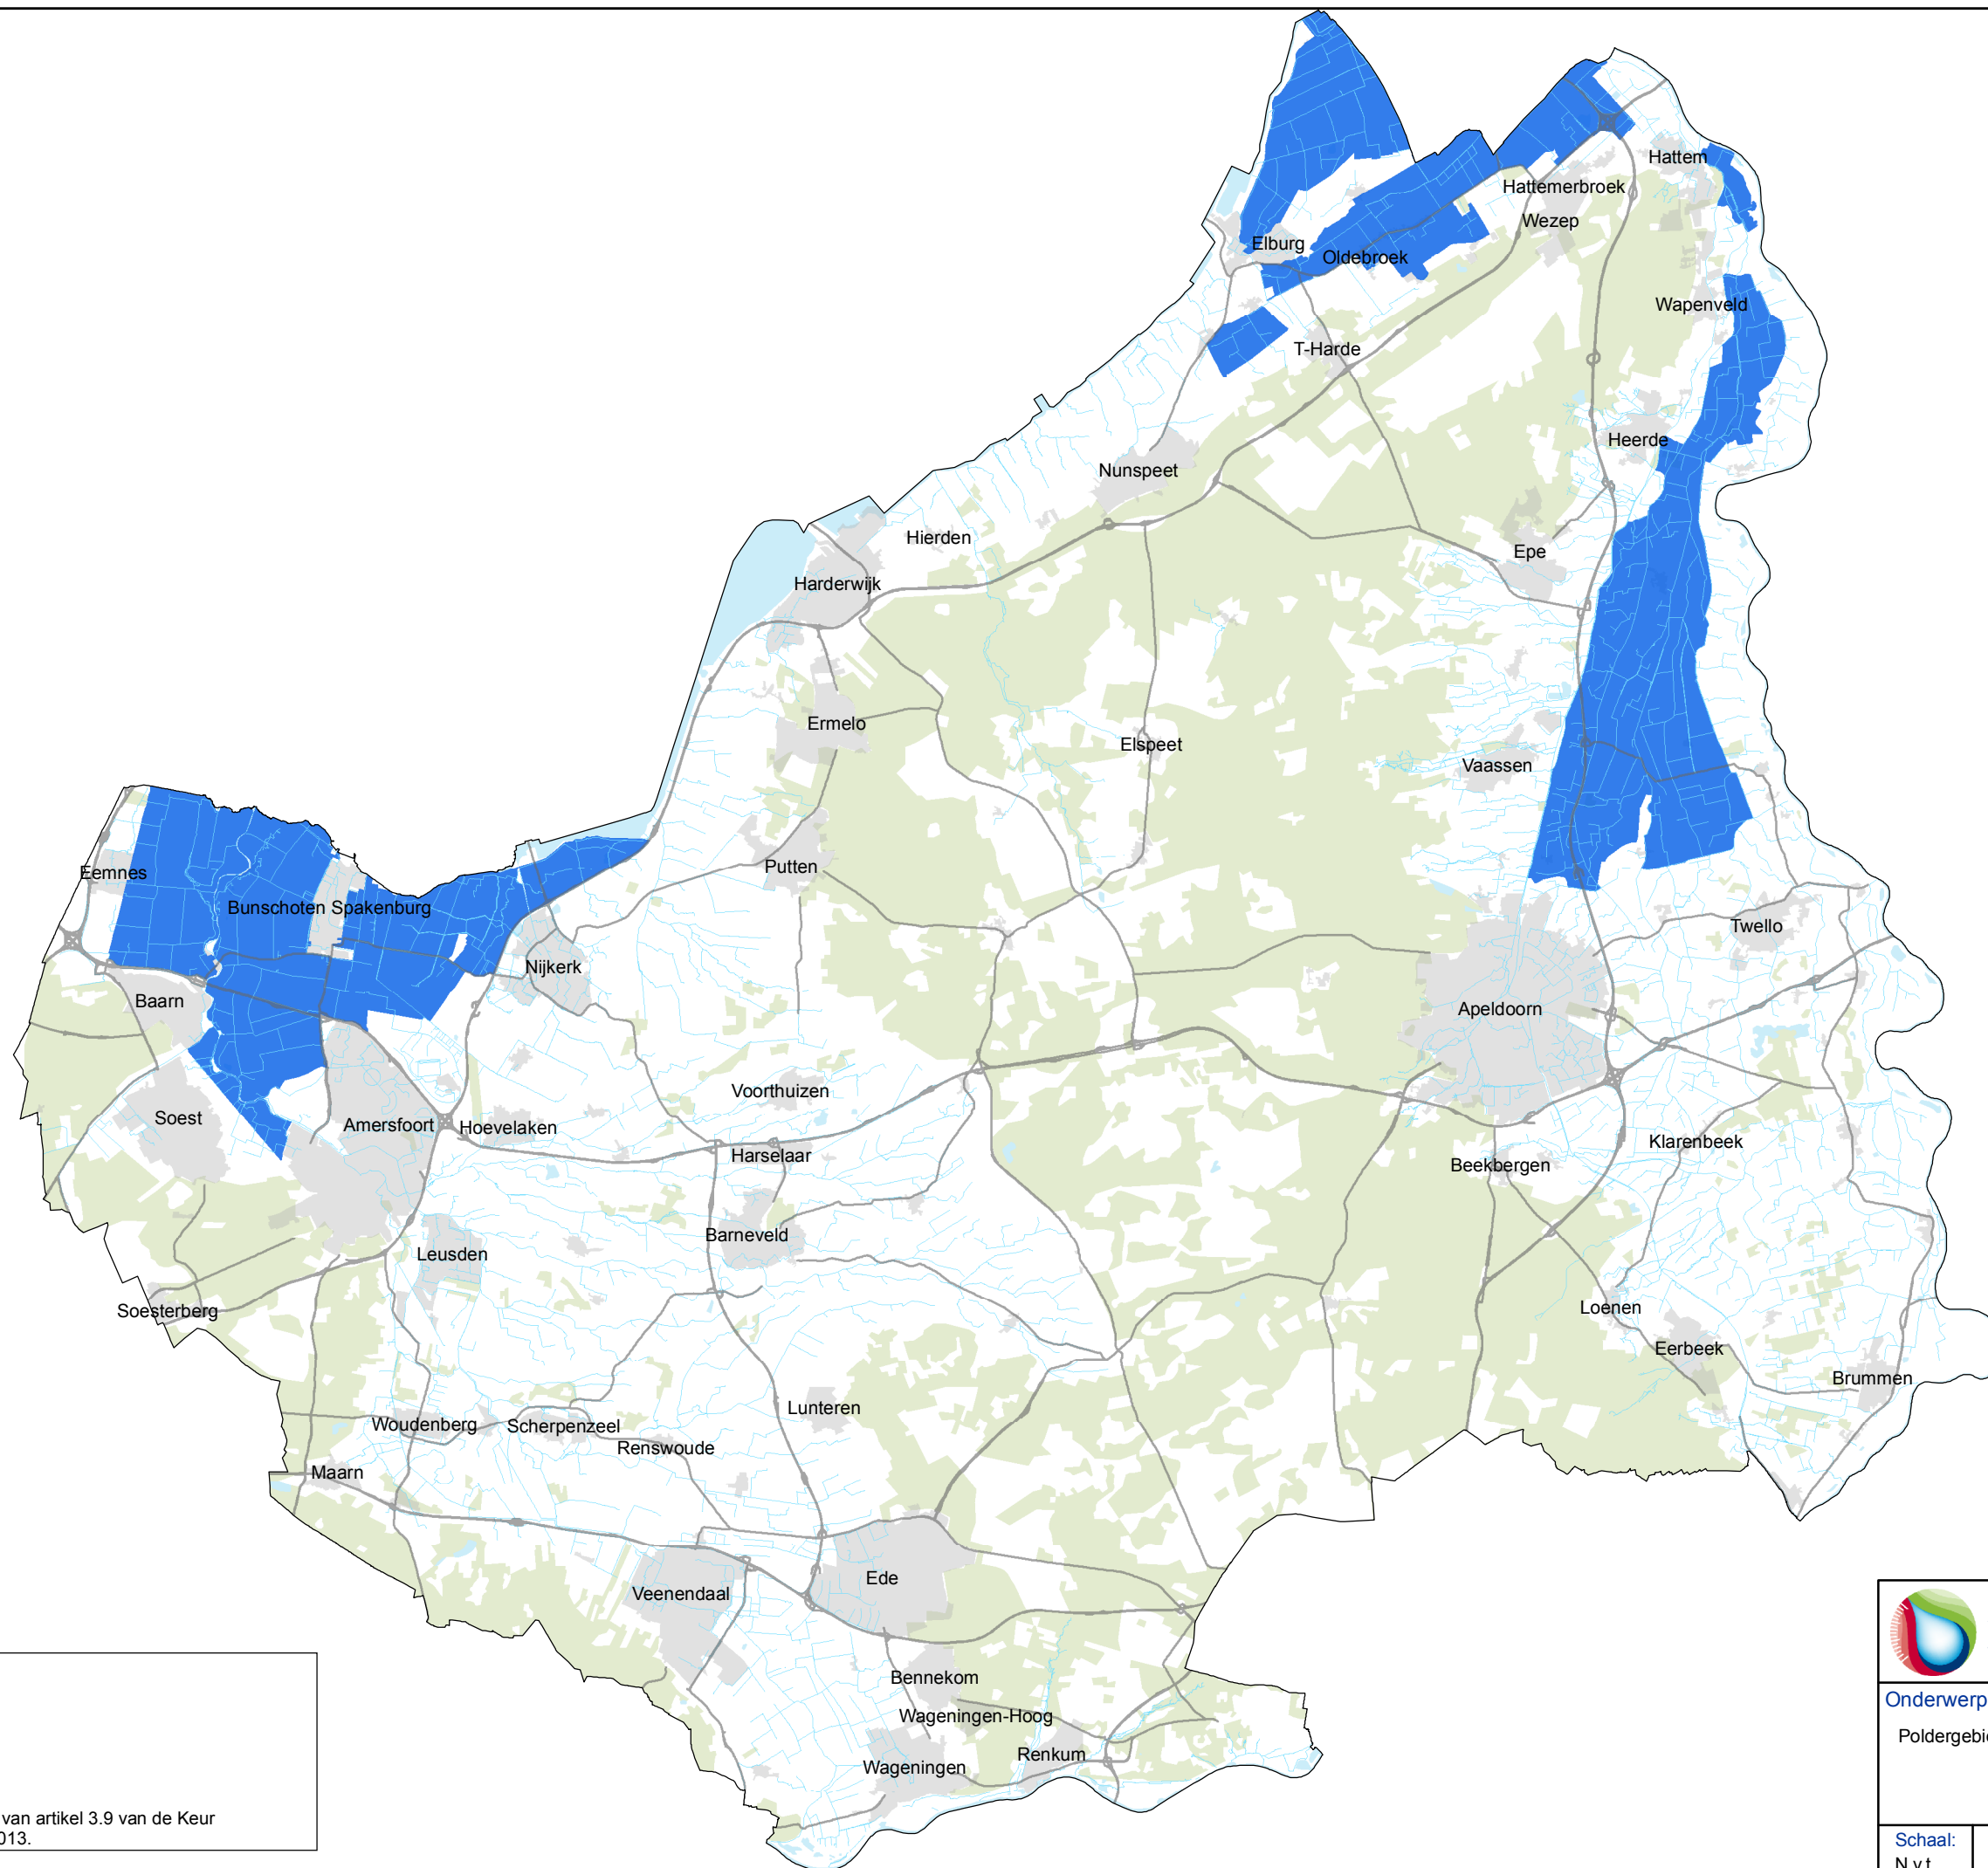 Hattem
Hattemerbroek
Wezep
Elburg
Oldebroek
Wapenveld
T-Harde
Heerde
Nunspeet
Hierden
Epe
Harderwijk
Ermelo
Elspeet
Vaassen
Putten
Eemnes
Bunschoten Spakenburg
Twello
Nijkerk
Baarn
Apeldoorn
Voorthuizen
Soest
Amersfoort
Hoevelaken
Klarenbeek
Harselaar
Beekbergen
Barneveld
Leusden
Soesterberg
Loenen
Eerbeek
Brummen
Lunteren
Woudenberg
Scherpenzeel
Renswoude
Maarn
Ede
Veenendaal
Bennekom
Wageningen-Hoog
Renkum
Wageningen
van artikel 3.9 van de Keur
013.
Onderwerp
Poldergebi
Schaal:
N.v.t.